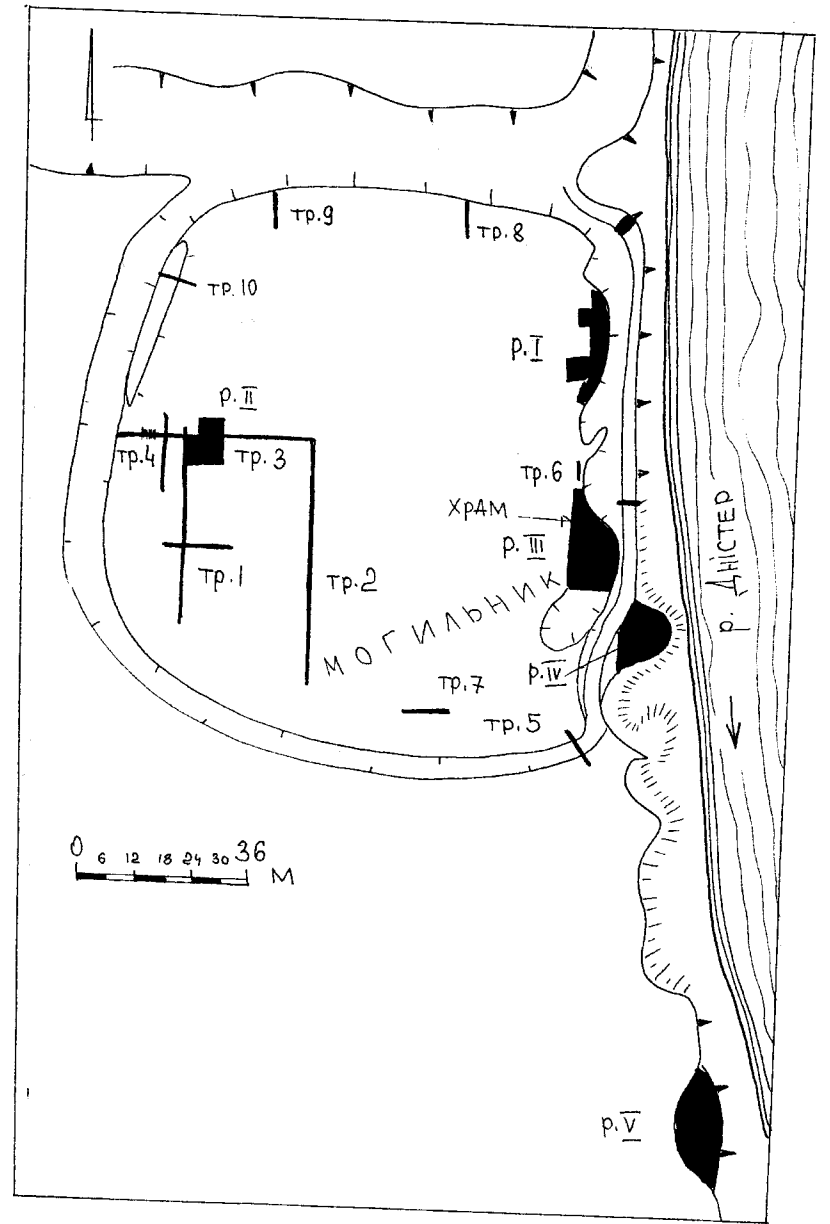 тр.9
тр.8
тр.10
р.I
р.II
тр.4
тр.3
тр.6
ХРАМ
р.III
тр.1
тр.2
МОГИЛЬНИК
р. Дністер
р.IV
тр.7
тр.5
0 6 12 18 24 30 36
М
р.V